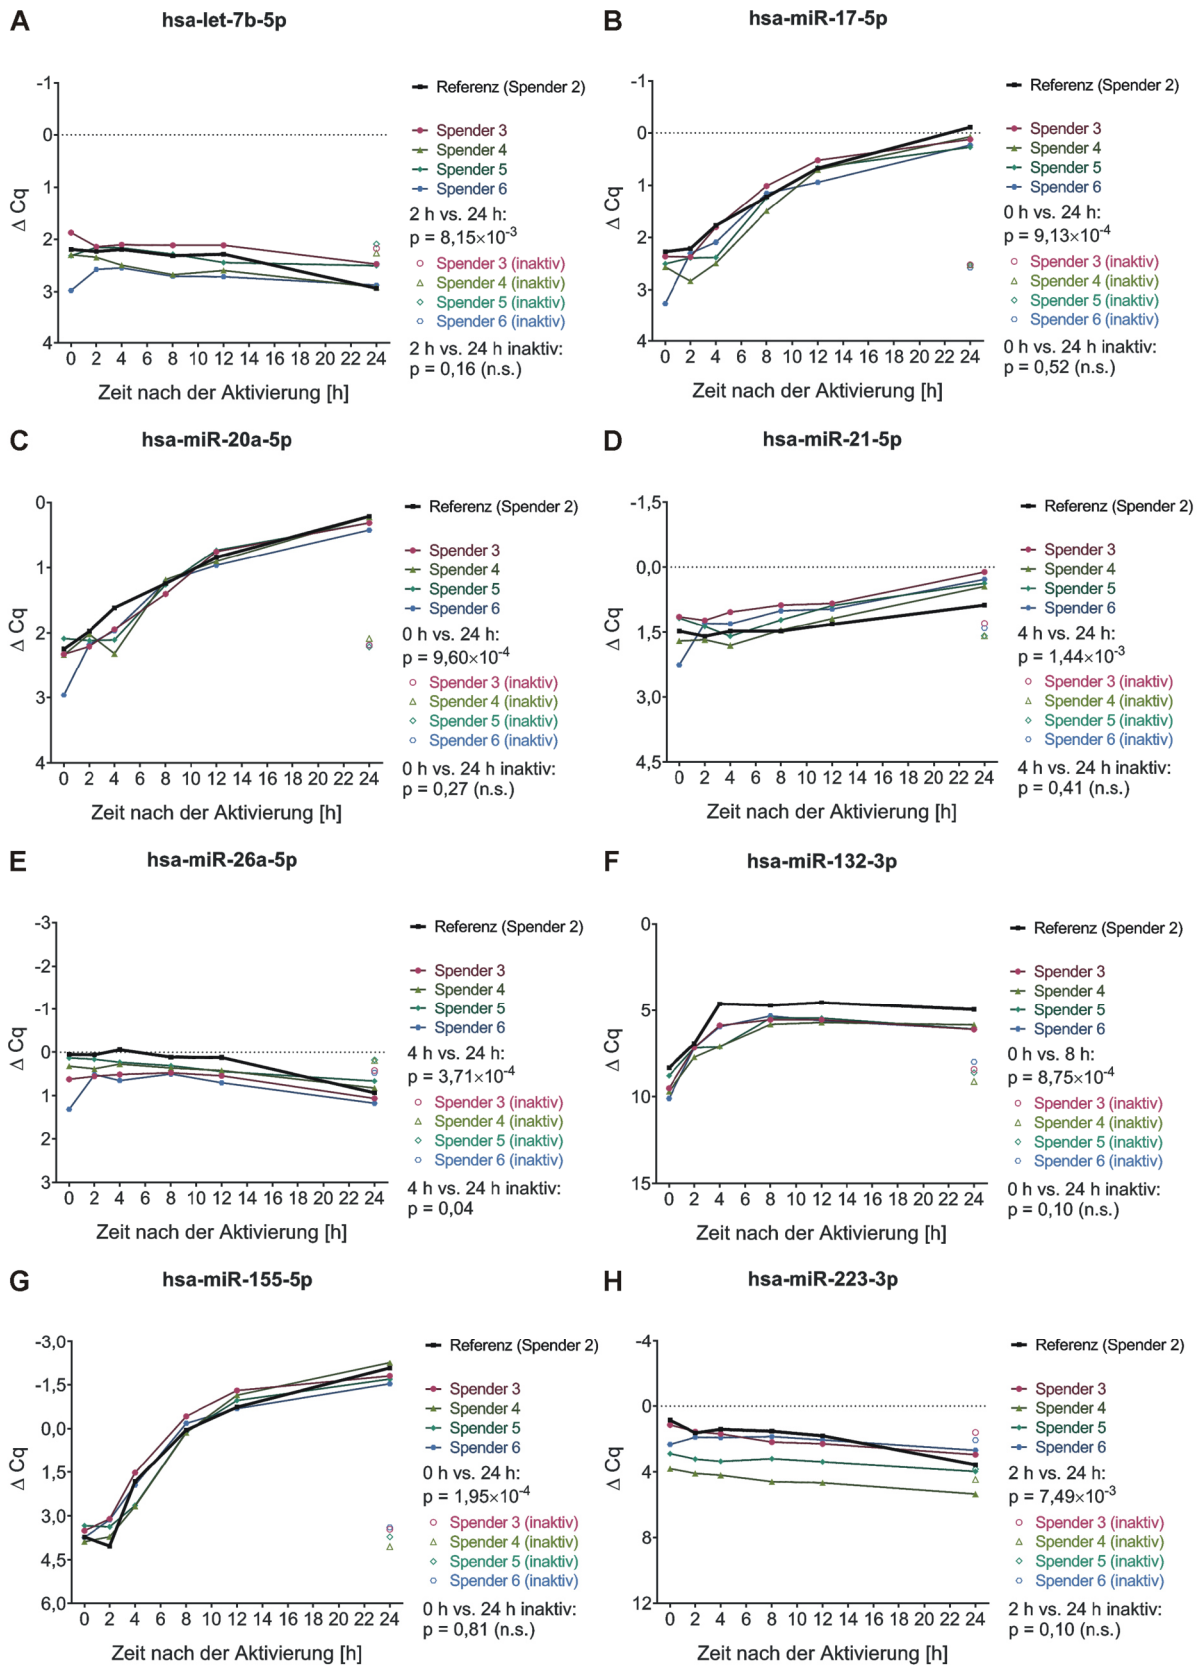 A
hsa-let-7b-5p
-1
0
1
2
3
4
Δ Cq
0 2 4 6 8 10 12 14 16 18 20 22 24
Zeit nach der Aktivierung [h]
Referenz (Spender 2)
Spender 3
Spender 4
Spender 5
Spender 6
2 h vs. 24 h:
p = 8,15×10-3
Spender 3 (inaktiv)
Spender 4 (inaktiv)
Spender 5 (inaktiv)
Spender 6 (inaktiv)
2 h vs. 24 h inaktiv:
p = 0,16 (n.s.)
B
hsa-miR-17-5p
-1
0
1
2
3
4
Δ Cq
0 2 4 6 8 10 12 14 16 18 20 22 24
Zeit nach der Aktivierung [h]
Referenz (Spender 2)
Spender 3
Spender 4
Spender 5
Spender 6
0 h vs. 24 h:
p = 9,13×10-4
Spender 3 (inaktiv)
Spender 4 (inaktiv)
Spender 5 (inaktiv)
Spender 6 (inaktiv)
0 h vs. 24 h inaktiv:
p = 0,52 (n.s.)
C
hsa-miR-20a-5p
0
1
2
3
4
Δ Cq
0 2 4 6 8 10 12 14 16 18 20 22 24
Zeit nach der Aktivierung [h]
Referenz (Spender 2)
Spender 3
Spender 4
Spender 5
Spender 6
0 h vs. 24 h:
p = 9,60×10-4
Spender 3 (inaktiv)
Spender 4 (inaktiv)
Spender 5 (inaktiv)
Spender 6 (inaktiv)
0 h vs. 24 h inaktiv:
p = 0,27 (n.s.)
D
hsa-miR-21-5p
-1,5
0,0
1,5
3,0
4,5
Δ Cq
0 2 4 6 8 10 12 14 16 18 20 22 24
Zeit nach der Aktivierung [h]
Referenz (Spender 2)
Spender 3
Spender 4
Spender 5
Spender 6
4 h vs. 24 h:
p = 1,44×10-3
Spender 3 (inaktiv)
Spender 4 (inaktiv)
Spender 5 (inaktiv)
Spender 6 (inaktiv)
4 h vs. 24 h inaktiv:
p = 0,41 (n.s.)
E
hsa-miR-26a-5p
-3
-2
-1
0
1
2
3
Δ Cq
0 2 4 6 8 10 12 14 16 18 20 22 24
Zeit nach der Aktivierung [h]
Referenz (Spender 2)
Spender 3
Spender 4
Spender 5
Spender 6
4 h vs. 24 h:
p = 3,71×10-4
Spender 3 (inaktiv)
Spender 4 (inaktiv)
Spender 5 (inaktiv)
Spender 6 (inaktiv)
4 h vs. 24 h inaktiv:
p = 0,04
F
hsa-miR-132-3p
0
5
10
15
Δ Cq
0 2 4 6 8 10 12 14 16 18 20 22 24
Zeit nach der Aktivierung [h]
Referenz (Spender 2)
Spender 3
Spender 4
Spender 5
Spender 6
0 h vs. 8 h:
p = 8,75×10-4
Spender 3 (inaktiv)
Spender 4 (inaktiv)
Spender 5 (inaktiv)
Spender 6 (inaktiv)
0 h vs. 24 h inaktiv:
p = 0,10 (n.s.)
G
hsa-miR-155-5p
-3,0
-1,5
0,0
1,5
3,0
4,5
6,0
Δ Cq
0 2 4 6 8 10 12 14 16 18 20 22 24
Zeit nach der Aktivierung [h]
Referenz (Spender 2)
Spender 3
Spender 4
Spender 5
Spender 6
0 h vs. 24 h:
p = 1,95×10-4
Spender 3 (inaktiv)
Spender 4 (inaktiv)
Spender 5 (inaktiv)
Spender 6 (inaktiv)
0 h vs. 24 h inaktiv:
p = 0,81 (n.s.)
H
hsa-miR-223-3p
-4
0
4
8
12
Δ Cq
0 2 4 6 8 10 12 14 16 18 20 22 24
Zeit nach der Aktivierung [h]
Referenz (Spender 2)
Spender 3
Spender 4
Spender 5
Spender 6
2 h vs. 24 h:
p = 7,49×10-3
Spender 3 (inaktiv)
Spender 4 (inaktiv)
Spender 5 (inaktiv)
Spender 6 (inaktiv)
2 h vs. 24 h inaktiv:
p = 0,10 (n.s.)